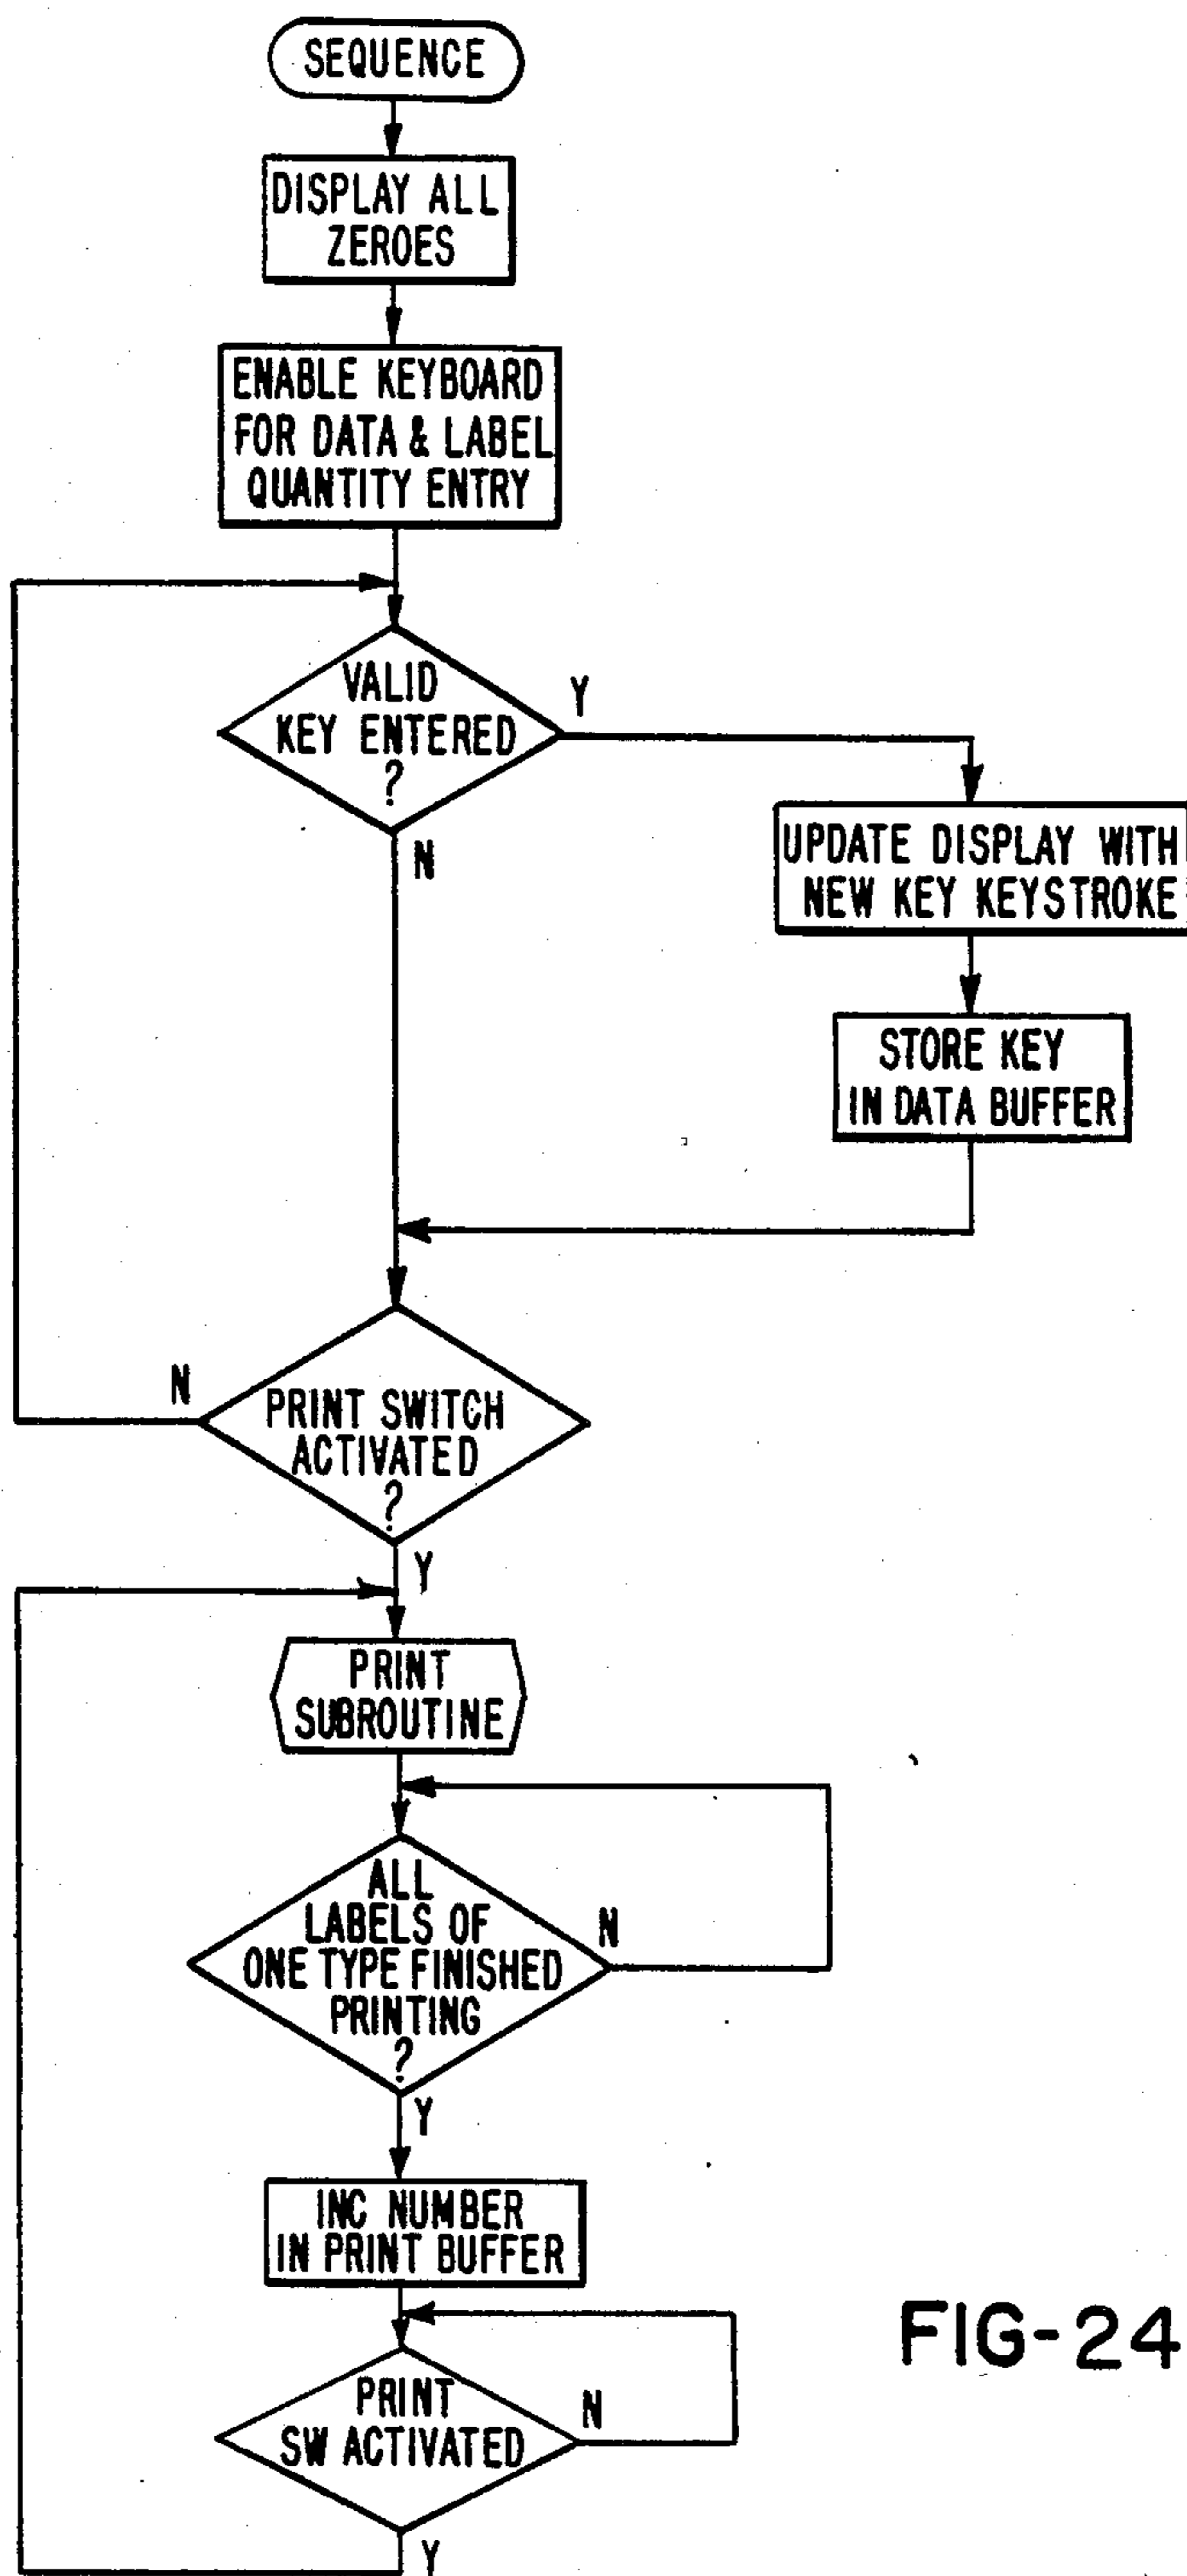 SEQUENCE
DISPLAY ALL
ZEROES
ENABLE KEYBOARD
FOR DATA & LABEL
QUANTITY ENTRY
VALID
KEY ENTERED
?
Y
N
UPDATE DISPLAY WITH
NEW KEY KEYSTROKE
STORE KEY
IN DATA BUFFER
N
PRINT SWITCH
ACTIVATED
?
Y
PRINT
SUBROUTINE
ALL
LABELS OF
ONE TYPE FINISHED
PRINTING
?
N
Y
INC NUMBER
IN PRINT BUFFER
PRINT
SW ACTIVATED
N
Y
FIG-24